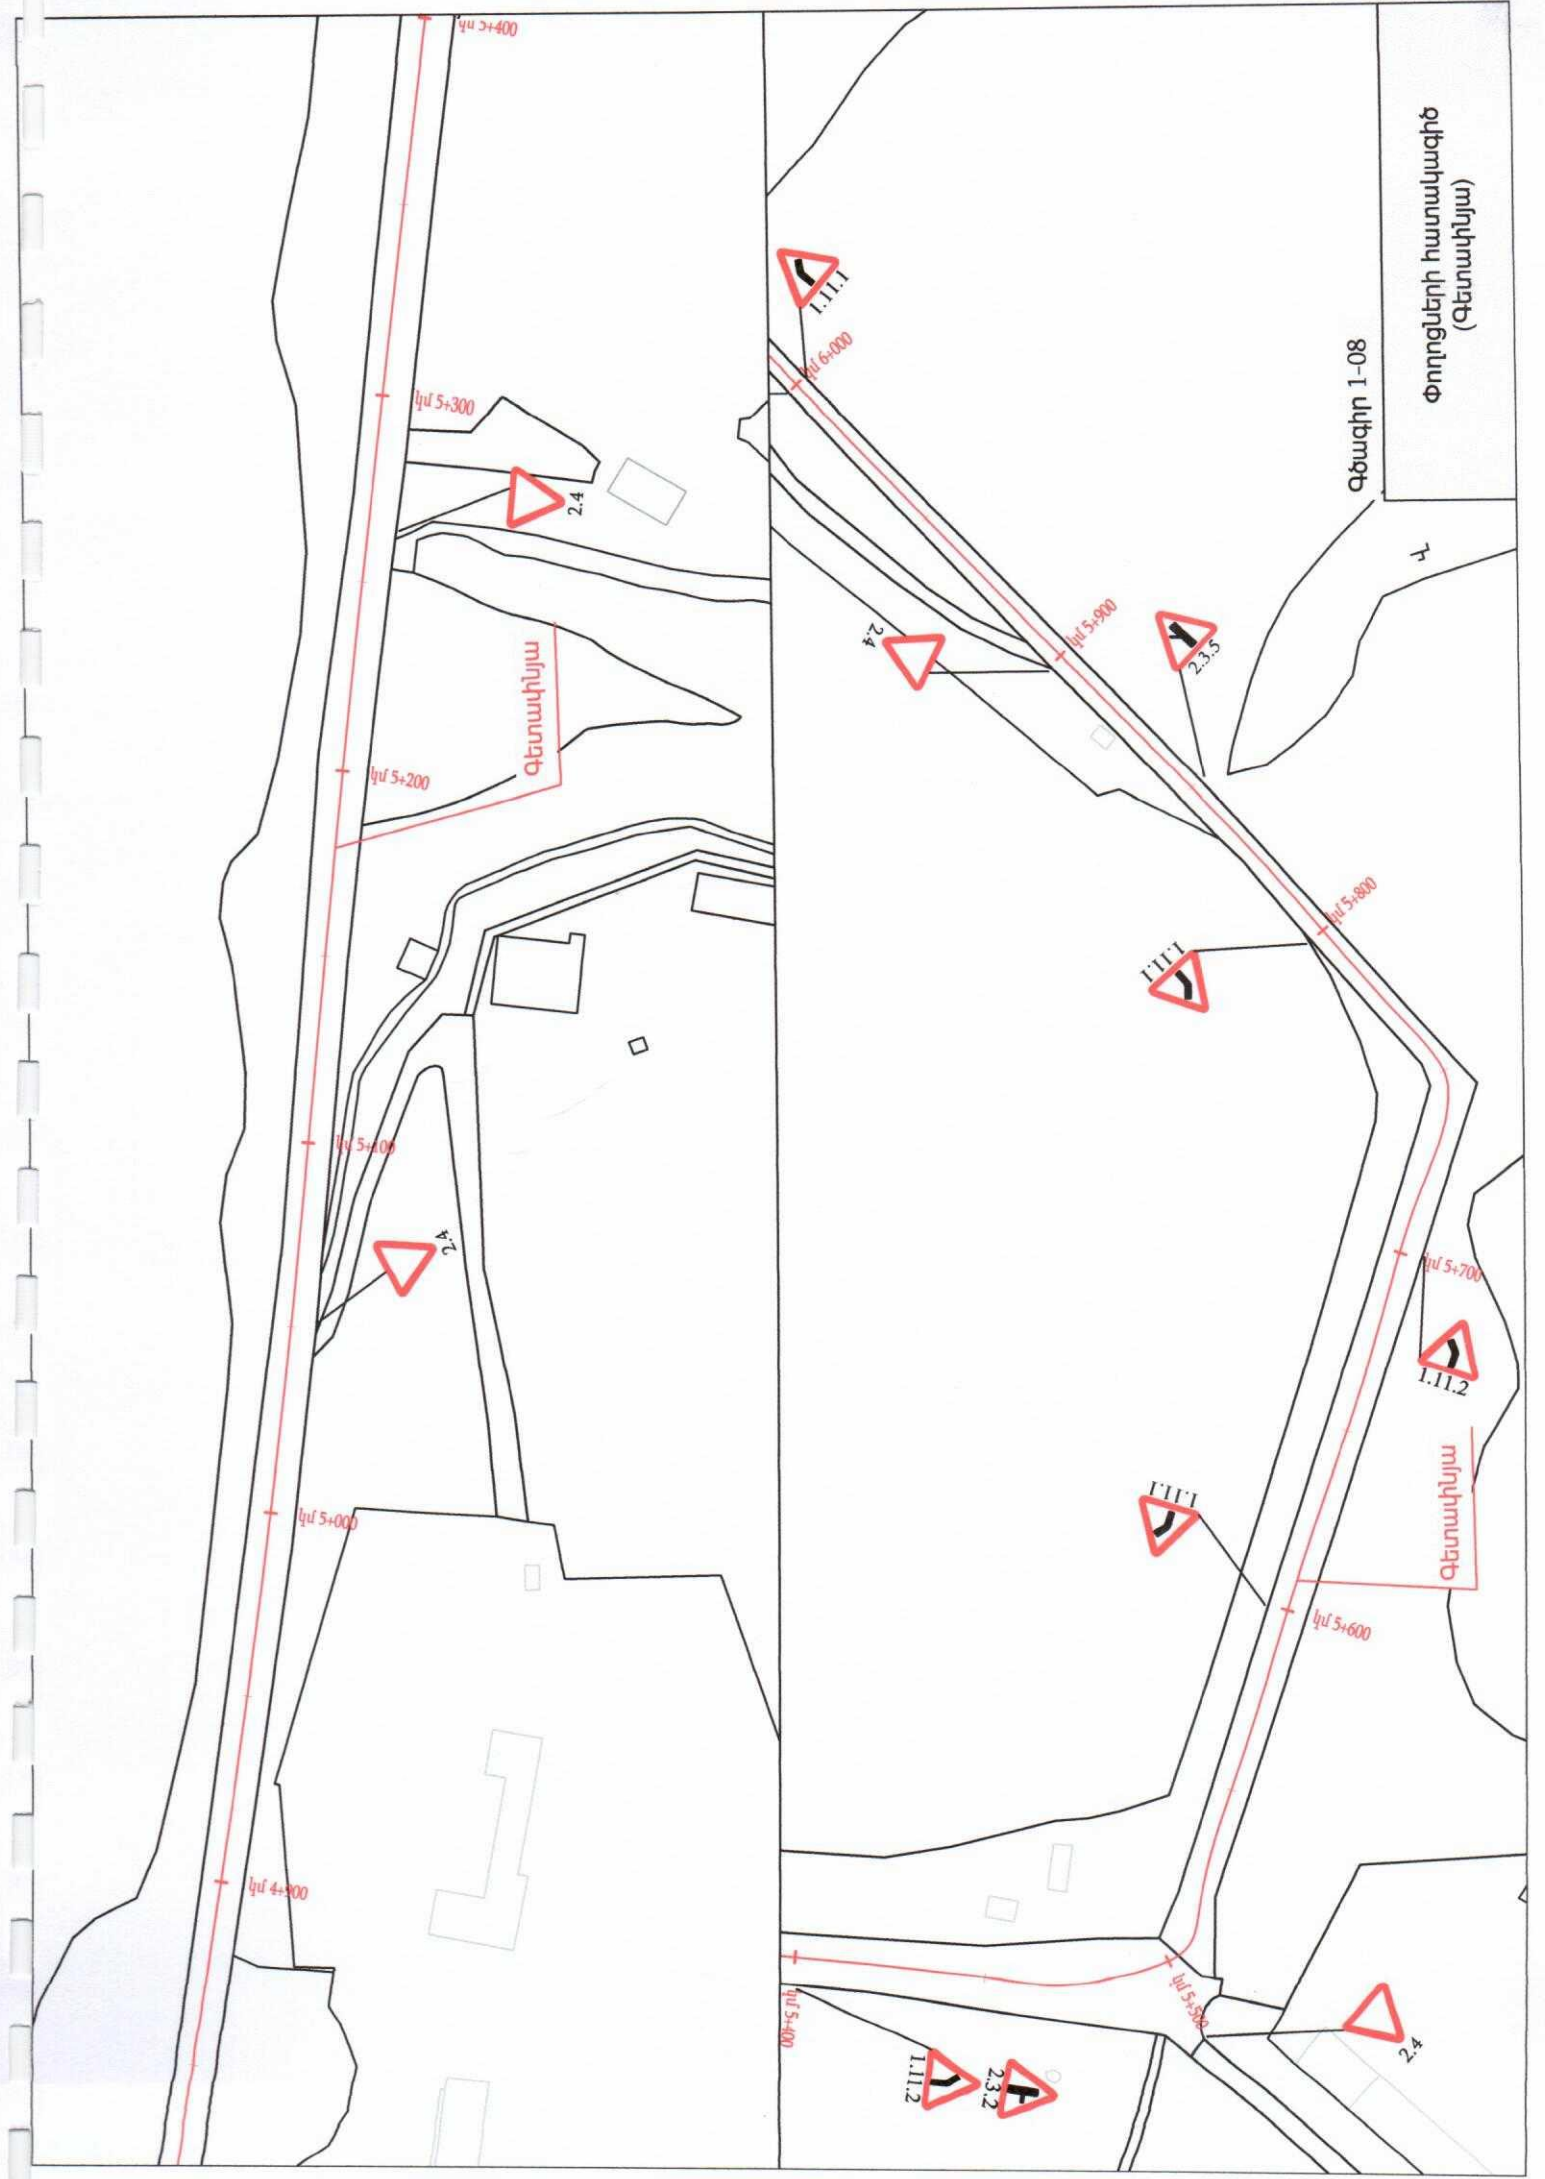 Փողոցների հատակագիծ
(Գետափնյա)
Գծագիր 1-08
կմ 4+900
կմ 5+000
2.4
կմ 5+100
Գետափնյա
կմ 5+200
2.4
կմ 5+300
կմ 5+400
կմ 5+400
1.11.2
2.3.2
կմ 5+500
2.4
կմ 5+600
1.11.1
Գետափնյա
1.11.2
կմ 5+700
1.11.1
կմ 5+800
2.3.5
2.4
կմ 5+900
կմ 6+000
1.11.1